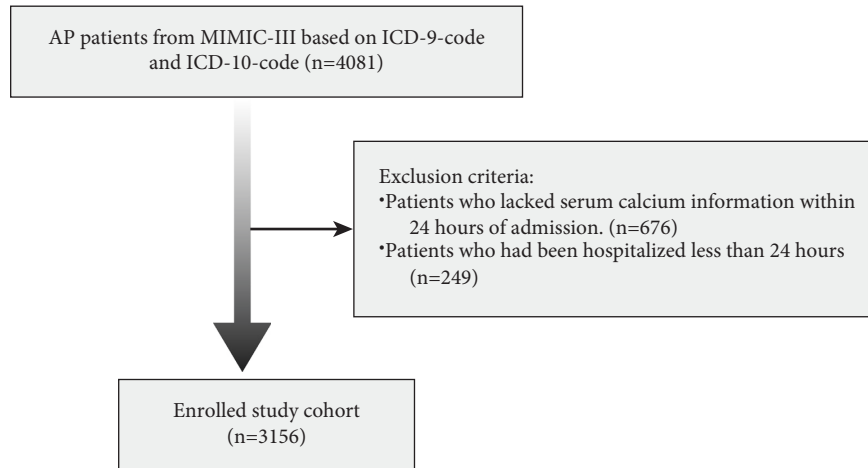 AP patients from MIMIC-III based on ICD-9-code
and ICD-10-code (n=4081)
Exclusion criteria:
•Patients who lacked serum calcium information within
24 hours of admission. (n=676)
•Patients who had been hospitalized less than 24 hours
(n=249)
Enrolled study cohort
(n=3156)